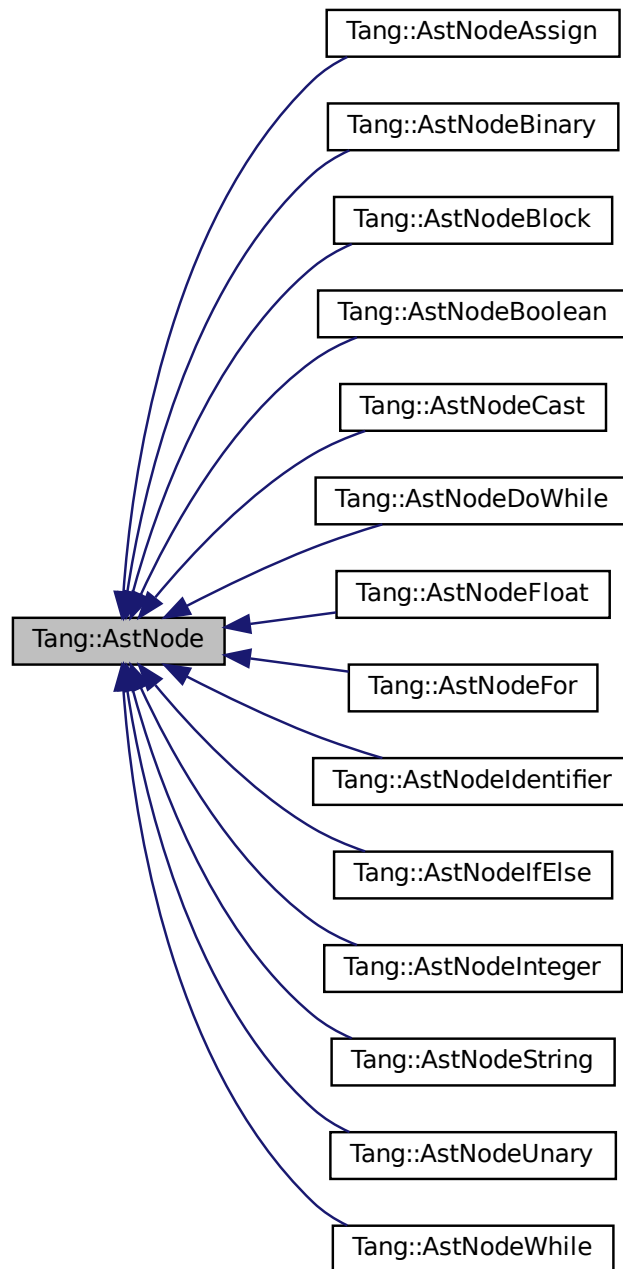 Tang::AstNodeAssign
Tang::AstNodeBinary
Tang::AstNodeBlock
Tang::AstNodeBoolean
Tang::AstNodeCast
Tang::AstNodeDoWhile
Tang::AstNodeFloat
Tang::AstNode
Tang::AstNodeFor
Tang::AstNodeIdentifier
Tang::AstNodeIfElse
Tang::AstNodeInteger
Tang::AstNodeString
Tang::AstNodeUnary
Tang::AstNodeWhile